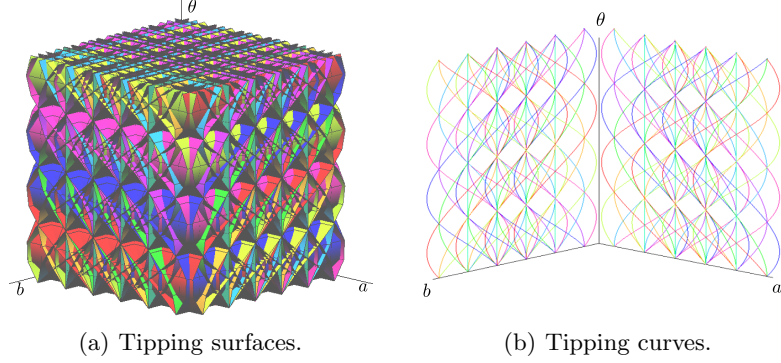 θ
b
a
θ
b
a
(a) Tipping surfaces.
(b) Tipping curves.